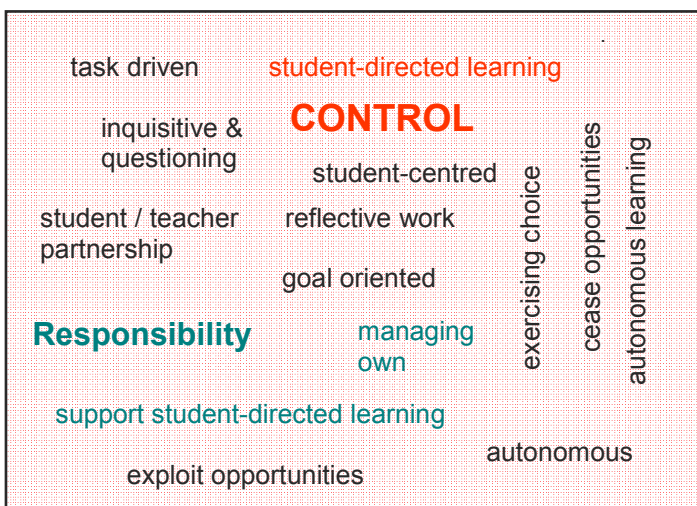 task driven
student-directed learning
CONTROL
inquisitive &
questioning
student-centred
student / teacher
partnership
reflective work
goal oriented
exercising choice
cease opportunities
autonomous learning
Responsibility
managing
own
support student-directed learning
autonomous
exploit opportunities